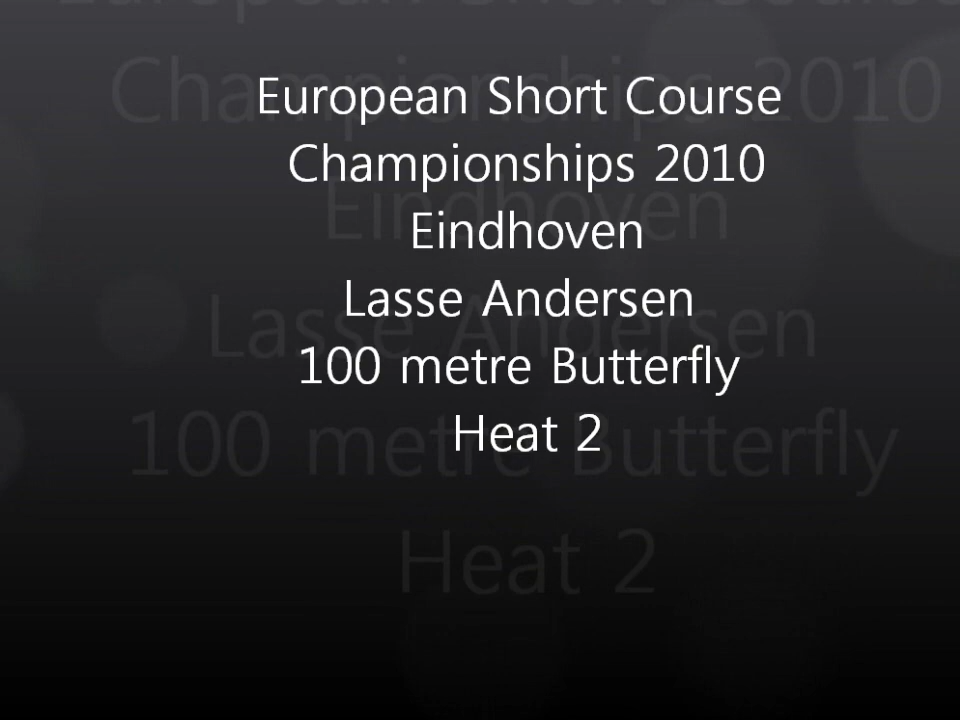 European Short Course
Championships 2010
Eindhoven
Lasse Andersen
100 metre Butterfly
Heat 2